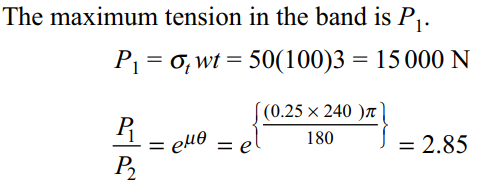 The maximum tension in the band is P₁.
P₁ = σₜ wt = 50(100)3 = 15 000 N
P₁/P₂ = e^{μθ} = e^{(0.25 × 240 )π/180} = 2.85